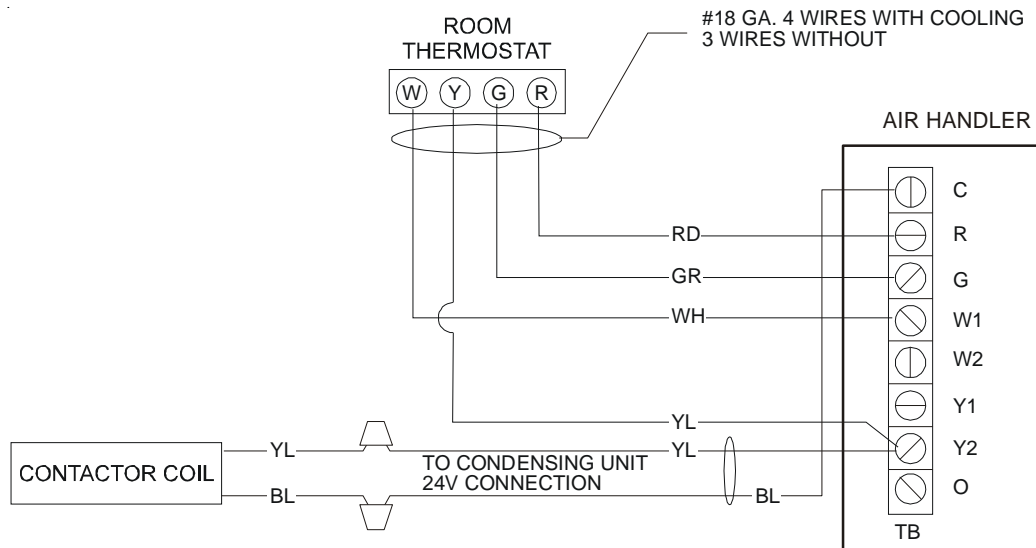 #18 GA. 4 WIRES WITH COOLING
3 WIRES WITHOUT
ROOM
THERMOSTAT
W Y G R
AIR HANDLER
C
RD
R
GR
G
WH
W1
W2
Y1
YL
YL
YL
Y2
CONTACTOR COIL
TO CONDENSING UNIT
24V CONNECTION
BL
BL
O
TB